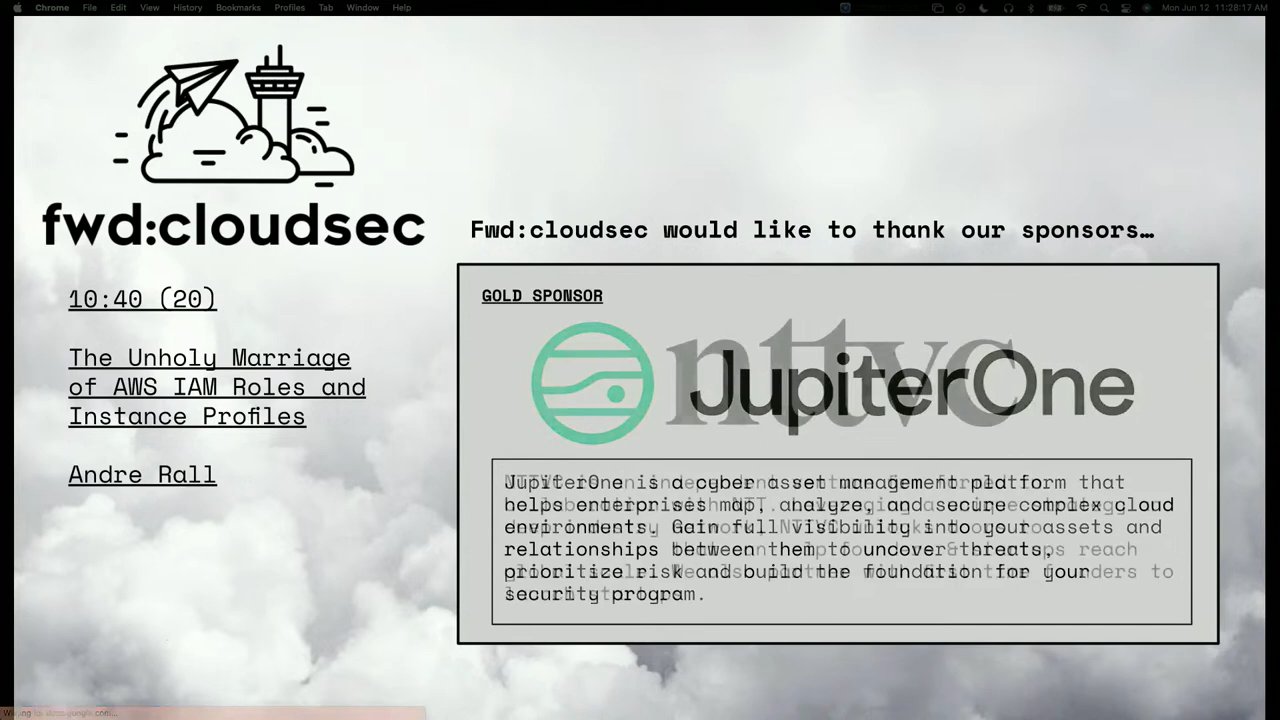 Chrome File Edit View History Bookmarks Profiles Tab Window Help
Mon Jun 12 11:28:17 AM
fwd:cloudsec
10:40 (20)
The Unholy Marriage
of AWS IAM Roles and
Instance Profiles
Andre Rall
Fwd:cloudsec would like to thank our sponsors…
GOLD SPONSOR
nttvc
JupiterOne
JupiterOne is a cyber asset management platform that
helps enterprises map, analyze, and secure complex cloud
environments. Gain full visibility into your assets and
relationships between them to uncover threats,
prioritize risk and build the foundation for your
security program.